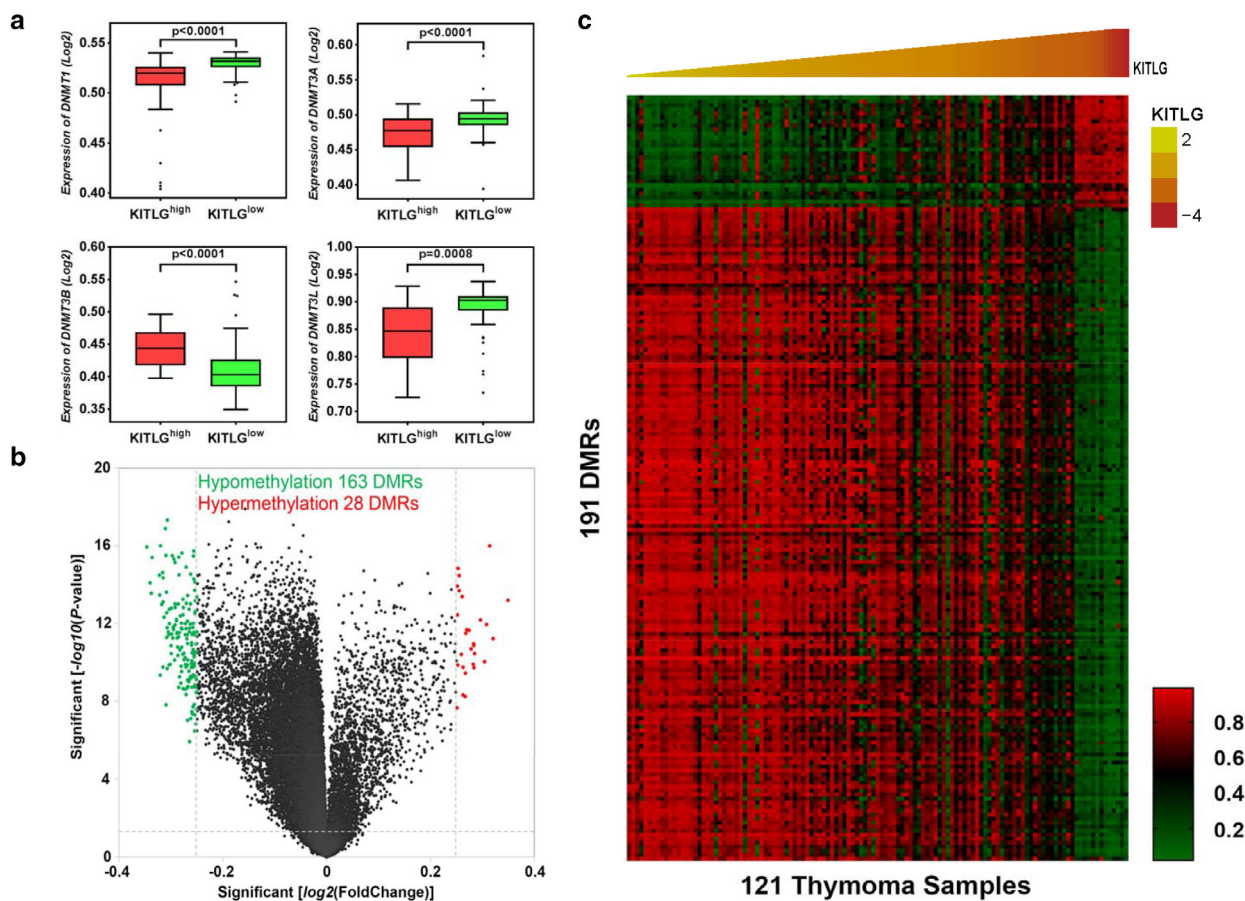 a
p<0.0001
Expression of DNMT1 (Log2)
0.55
0.50
0.45
0.40
KITLGhigh
KITLGlow
p<0.0001
Expression of DNMT3A (Log2)
0.60
0.50
0.45
0.40
KITLGhigh
KITLGlow
p<0.0001
Expression of DNMT3B (Log2)
0.60
0.55
0.50
0.45
0.40
0.35
KITLGhigh
KITLGlow
p=0.0008
Expression of DNMT3L (Log2)
1.00
0.95
0.90
0.85
0.80
0.75
0.70
KITLGhigh
KITLGlow
b
Hypomethylation 163 DMRs
Hypermethylation 28 DMRs
Significant [-log10(P-value)]
20
16
12
8
4
0
-0.4
-0.2
0
0.2
0.4
Significant [log2(FoldChange)]
c
KITLG
KITLG
2
−4
191 DMRs
121 Thymoma Samples
0.8
0.6
0.4
0.2